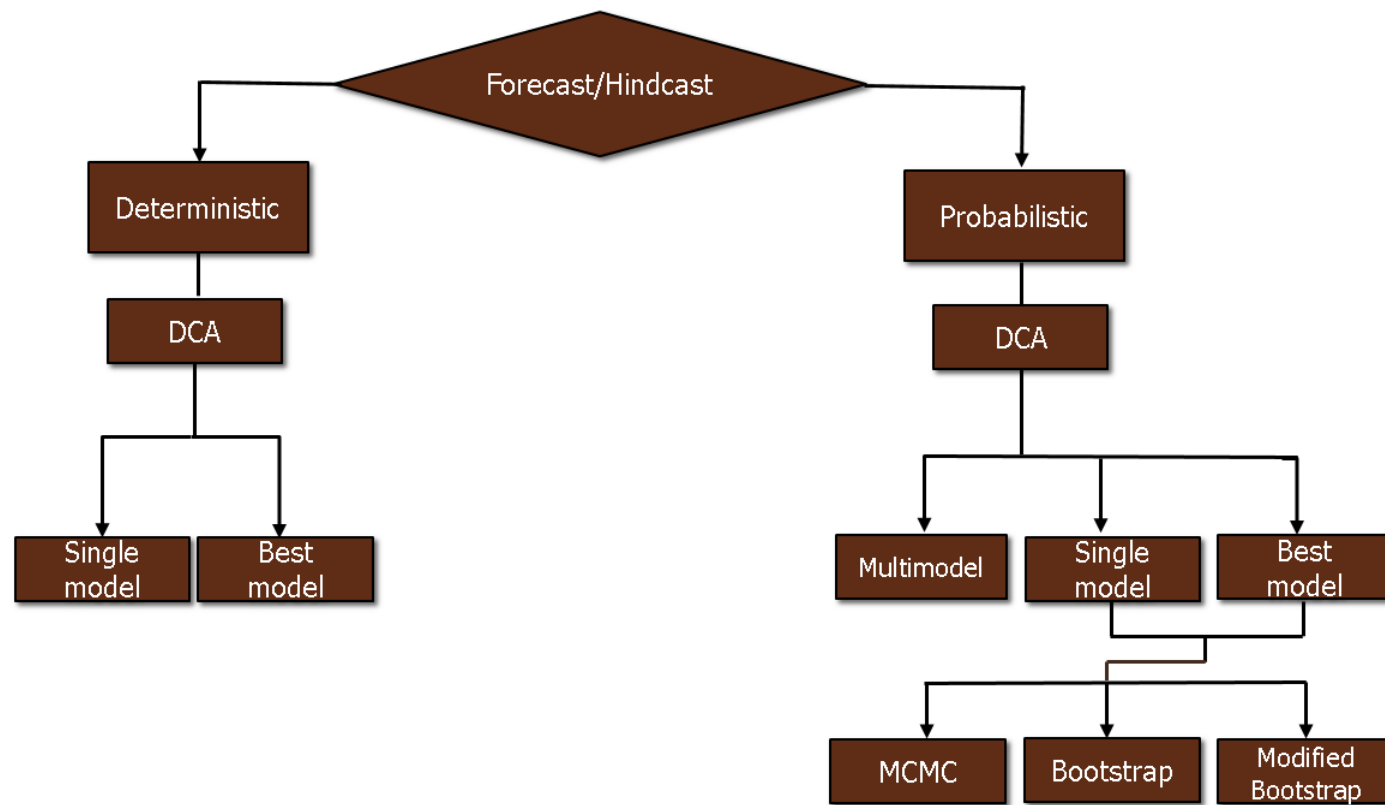 Forecast/Hindcast
Deterministic
Probabilistic
DCA
DCA
Single
model
Best
model
Multimodel
Single
model
Best
model
MCMC
Bootstrap
Modified
Bootstrap